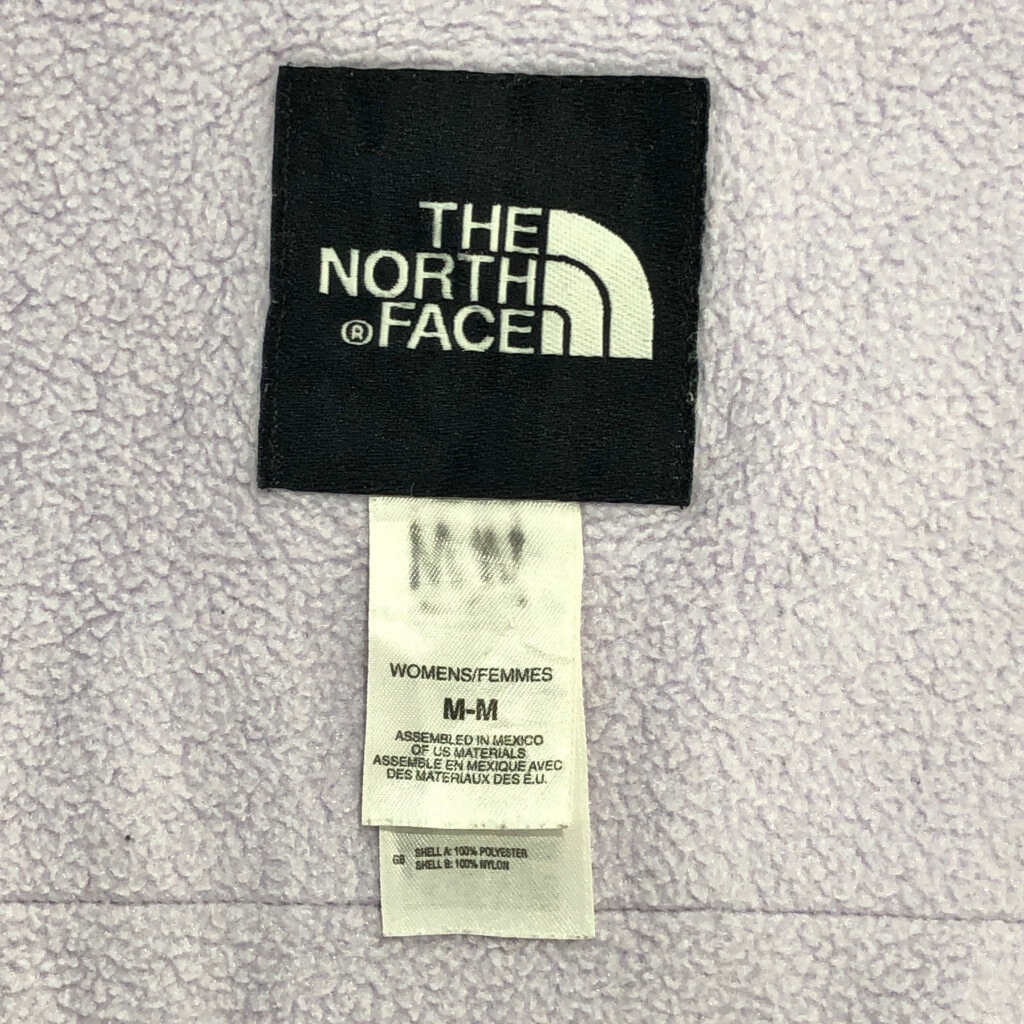 THE
NORTH
® FACE
WOMENS/FEMMES
M-M
ASSEMBLED IN MEXICO
OF US MATERIALS
ASSEMBLE EN MEXIQUE AVEC
DES MATERIAUX DES E.U.
GB SHELL A: 100% POLYESTER
SHELL B: 100% NYLON